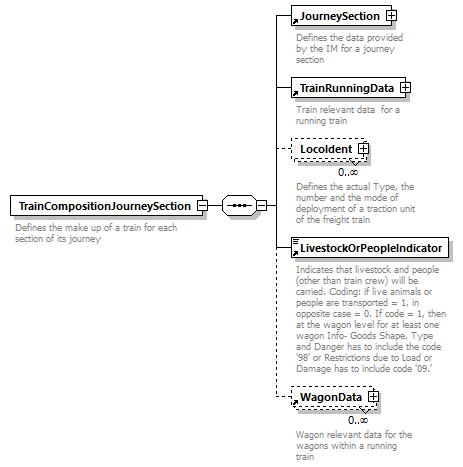 JourneySection
Defines the data provided
by the IM for a journey
section
TrainRunningData
Train relevant data for a
running train
LocoIdent
0..∞
Defines the actual Type, the
number and the mode of
deployment of a traction unit
of the freight train
TrainCompositionJourneySection
Defines the make up of a train for each
section of its journey
LivestockOrPeopleIndicator
Indicates that livestock and people
(other than train crew) will be
carried. Coding: if live animals or
people are transported = 1, in
opposite case = 0. If code = 1, then
at the wagon level for at least one
wagon Info- Goods Shape, Type
and Danger has to include the code
'98' or Restrictions due to Load or
Damage has to include code '09.'
WagonData
0..∞
Wagon relevant data for the
wagons within a running
train